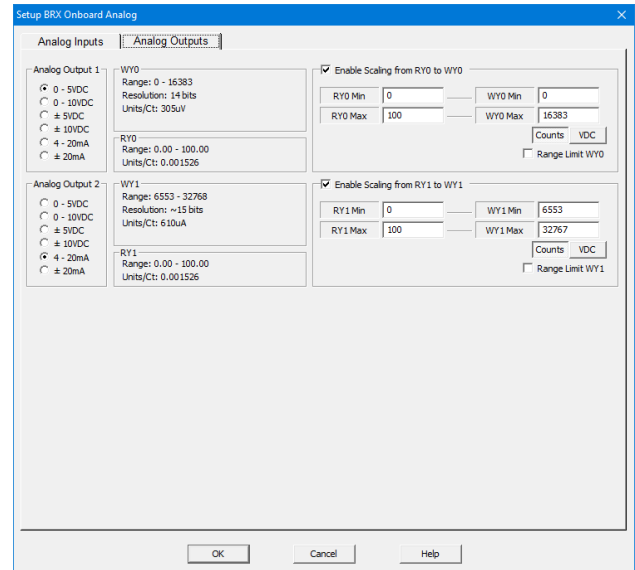 Setup BRX Onboard Analog
Analog Inputs
Analog Outputs
Analog Output 1
0 - 5VDC
0 - 10VDC
± 5VDC
± 10VDC
4 - 20mA
± 20mA
WY0
Range: 0 - 16383
Resolution: 14 bits
Units/Ct: 305uV
RY0
Range: 0.00 - 100.00
Units/Ct: 0.001526
Enable Scaling from RY0 to WY0
RY0 Min 0 WY0 Min 0
RY0 Max 100 WY0 Max 16383
Counts VDC
Range Limit WY0
Analog Output 2
0 - 5VDC
0 - 10VDC
± 5VDC
± 10VDC
4 - 20mA
± 20mA
WY1
Range: 6553 - 32768
Resolution: ~15 bits
Units/Ct: 610uA
RY1
Range: 0.00 - 100.00
Units/Ct: 0.001526
Enable Scaling from RY1 to WY1
RY1 Min 0 WY1 Min 6553
RY1 Max 100 WY1 Max 32767
Counts VDC
Range Limit WY1
OK Cancel Help